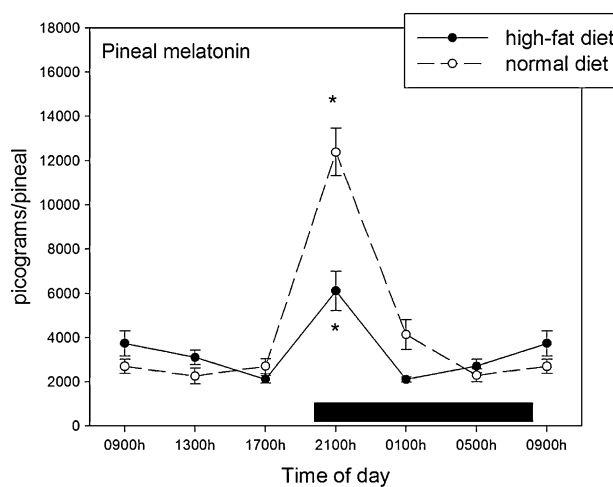 high-fat diet
normal diet
Pineal melatonin
18000
16000
14000
12000
10000
8000
6000
4000
2000
0
picograms/pineal
*
*
0900h 1300h 1700h 2100h 0100h 0500h 0900h
Time of day